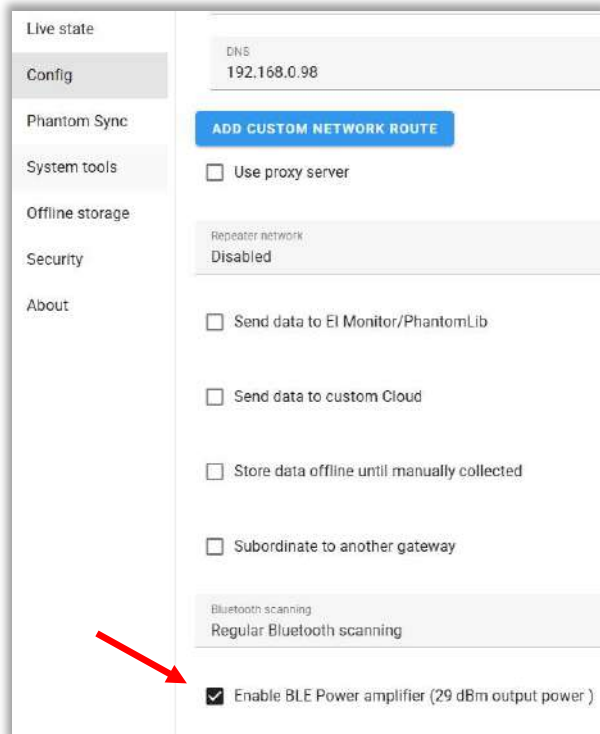 Live state
Config
Phantom Sync
System tools
Offline storage
Security
About
DNS
192.168.0.98
ADD CUSTOM NETWORK ROUTE
Use proxy server
Repeater network
Disabled
Send data to EI Monitor/PhantomLib
Send data to custom Cloud
Store data offline until manually collected
Subordinate to another gateway
Bluetooth scanning
Regular Bluetooth scanning
Enable BLE Power amplifier (29 dBm output power )